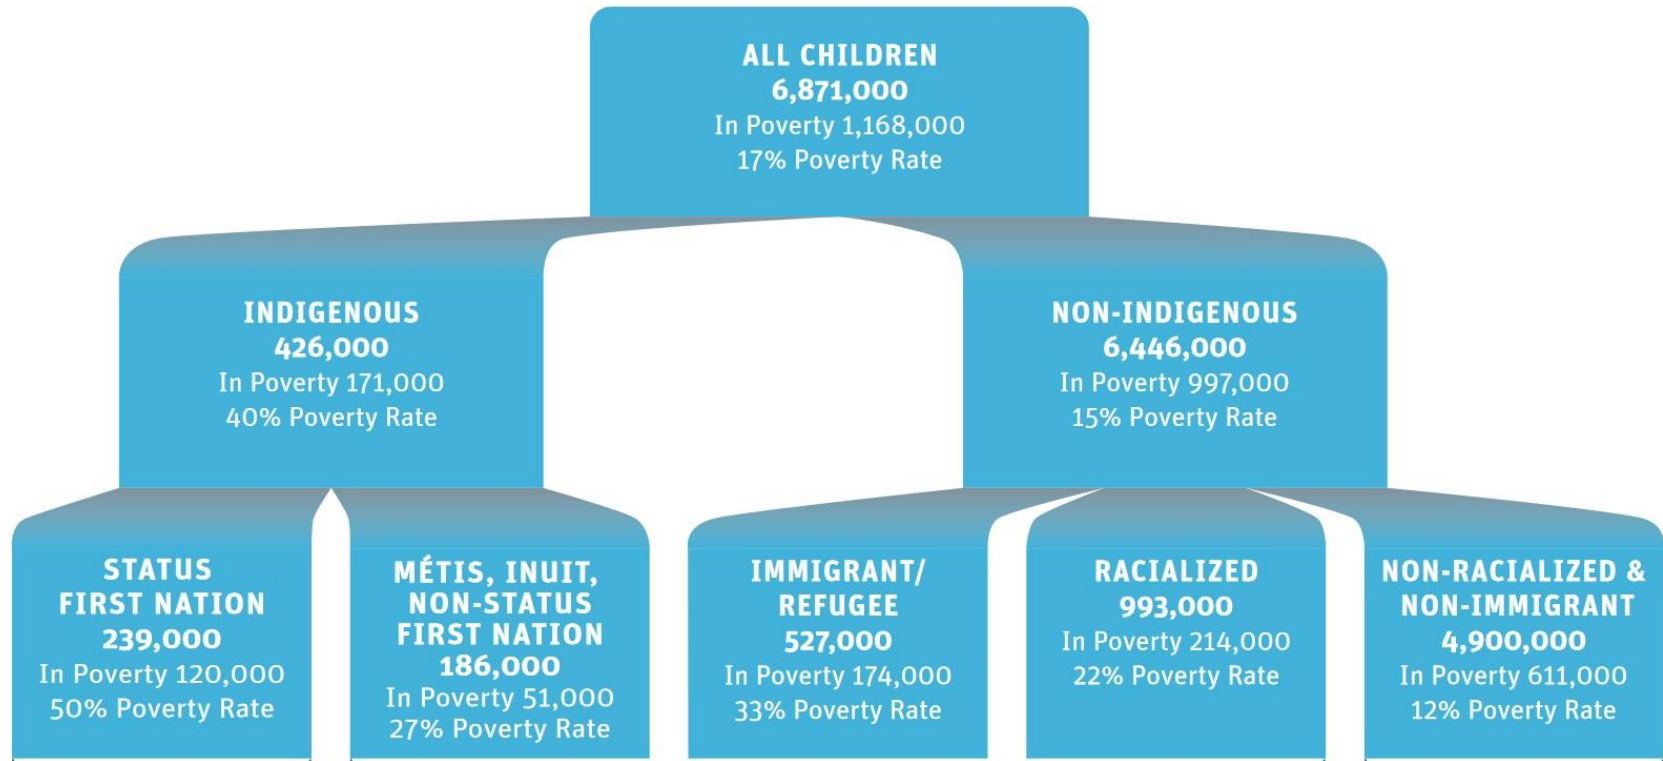 ALL CHILDREN
6,871,000
In Poverty 1,168,000
17% Poverty Rate
INDIGENOUS
426,000
In Poverty 171,000
40% Poverty Rate
NON-INDIGENOUS
6,446,000
In Poverty 997,000
15% Poverty Rate
STATUS
FIRST NATION
239,000
In Poverty 120,000
50% Poverty Rate
MÉTIS, INUIT,
NON-STATUS
FIRST NATION
186,000
In Poverty 51,000
27% Poverty Rate
IMMIGRANT/
REFUGEE
527,000
In Poverty 174,000
33% Poverty Rate
RACIALIZED
993,000
In Poverty 214,000
22% Poverty Rate
NON-RACIALIZED &
NON-IMMIGRANT
4,900,000
In Poverty 611,000
12% Poverty Rate